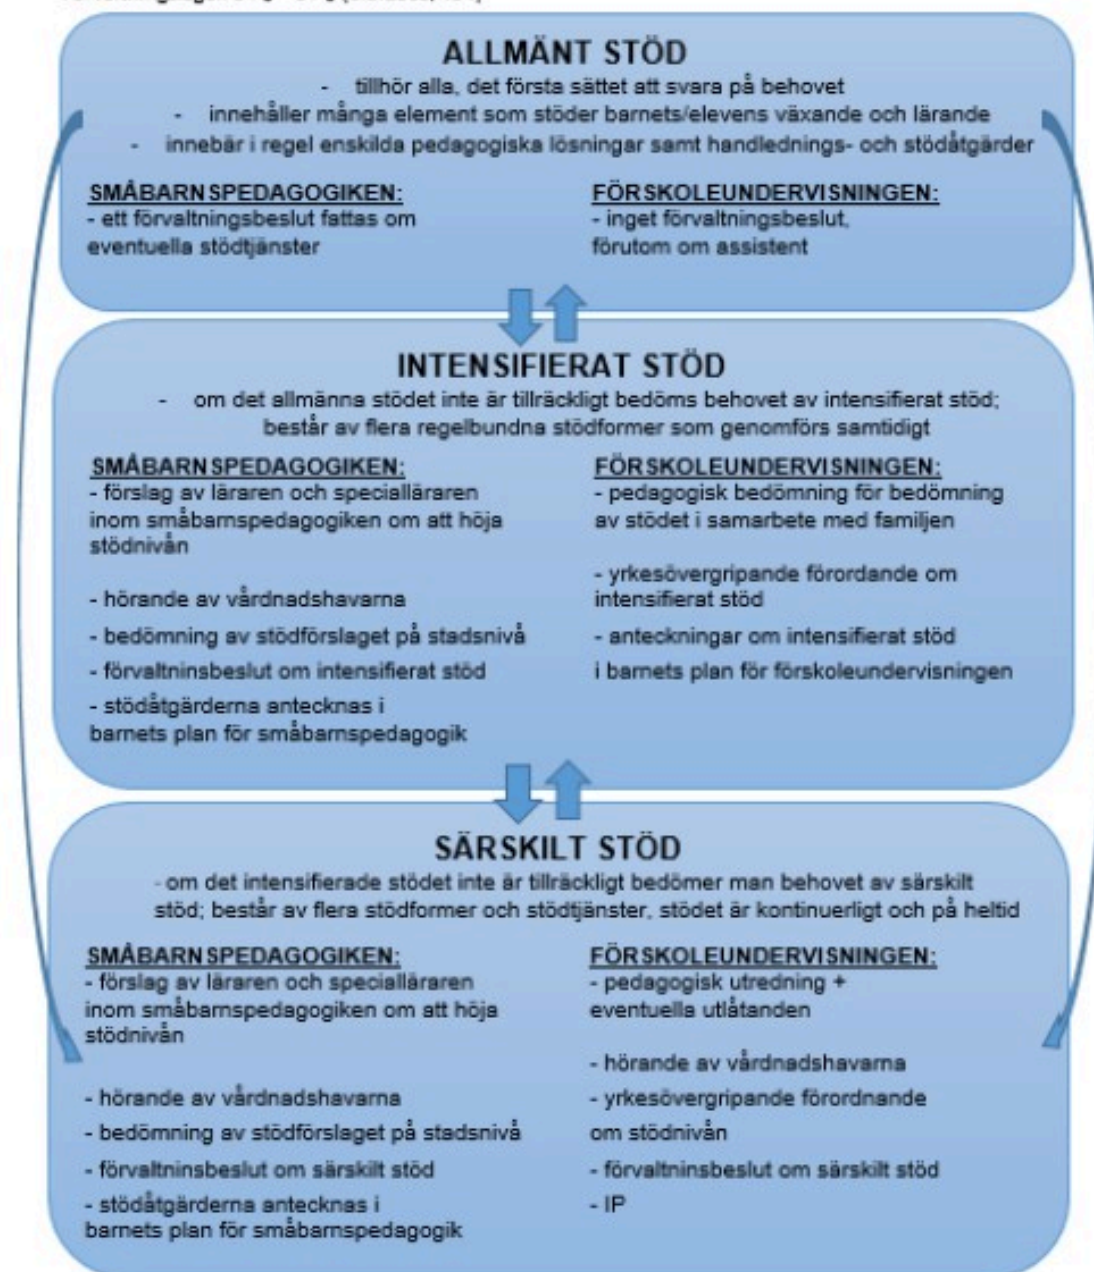 ALLMÄNT STÖD
- tillhör alla, det första sättet att svara på behovet
- innehåller många element som stöder barnets/elevens växande och lärande
- innebär i regel enskilda pedagogiska lösningar samt handlednings- och stödåtgärder
SMÅBARNSPEDAGOGIKEN:
- ett förvaltningsbeslut fattas om
eventuella stödtjänster
FÖRSKOLEUNDERVISNINGEN:
- inget förvaltningsbeslut,
förutom om assistent
INTENSIFIERAT STÖD
- om det allmänna stödet inte är tillräckligt bedöms behovet av intensifierat stöd;
består av flera regelbundna stödformer som genomförs samtidigt
SMÅBARNSPEDAGOGIKEN:
- förslag av läraren och specialläraren
inom småbarnspedagogiken om att höja
stödnivån
- hörande av vårdnadshavarna
- bedömning av stödförslaget på stadsnivå
- förvaltninsbeslut om intensifierat stöd
- stödåtgärderna antecknas i
barnets plan för småbarnspedagogik
FÖRSKOLEUNDERVISNINGEN:
- pedagogisk bedömning för bedömning
av stödet i samarbete med familjen
- yrkesövergripande förordande om
intensifierat stöd
- anteckningar om intensifierat stöd
i barnets plan för förskoleundervisningen
SÄRSKILT STÖD
- om det intensifierade stödet inte är tillräckligt bedömer man behovet av särskilt
stöd; består av flera stödformer och stödtjänster, stödet är kontinuerligt och på heltid
SMÅBARNSPEDAGOGIKEN:
- förslag av läraren och specialläraren
inom småbarnspedagogiken om att höja
stödnivån
- hörande av vårdnadshavarna
- bedömning av stödförslaget på stadsnivå
- förvaltninsbeslut om särskilt stöd
- stödåtgärderna antecknas i
barnets plan för småbarnspedagogik
FÖRSKOLEUNDERVISNINGEN:
- pedagogisk utredning +
eventuella utlåtanden
- hörande av vårdnadshavarna
- yrkesövergripande förordnande
om stödnivån
- förvaltninsbeslut om särskilt stöd
- IP